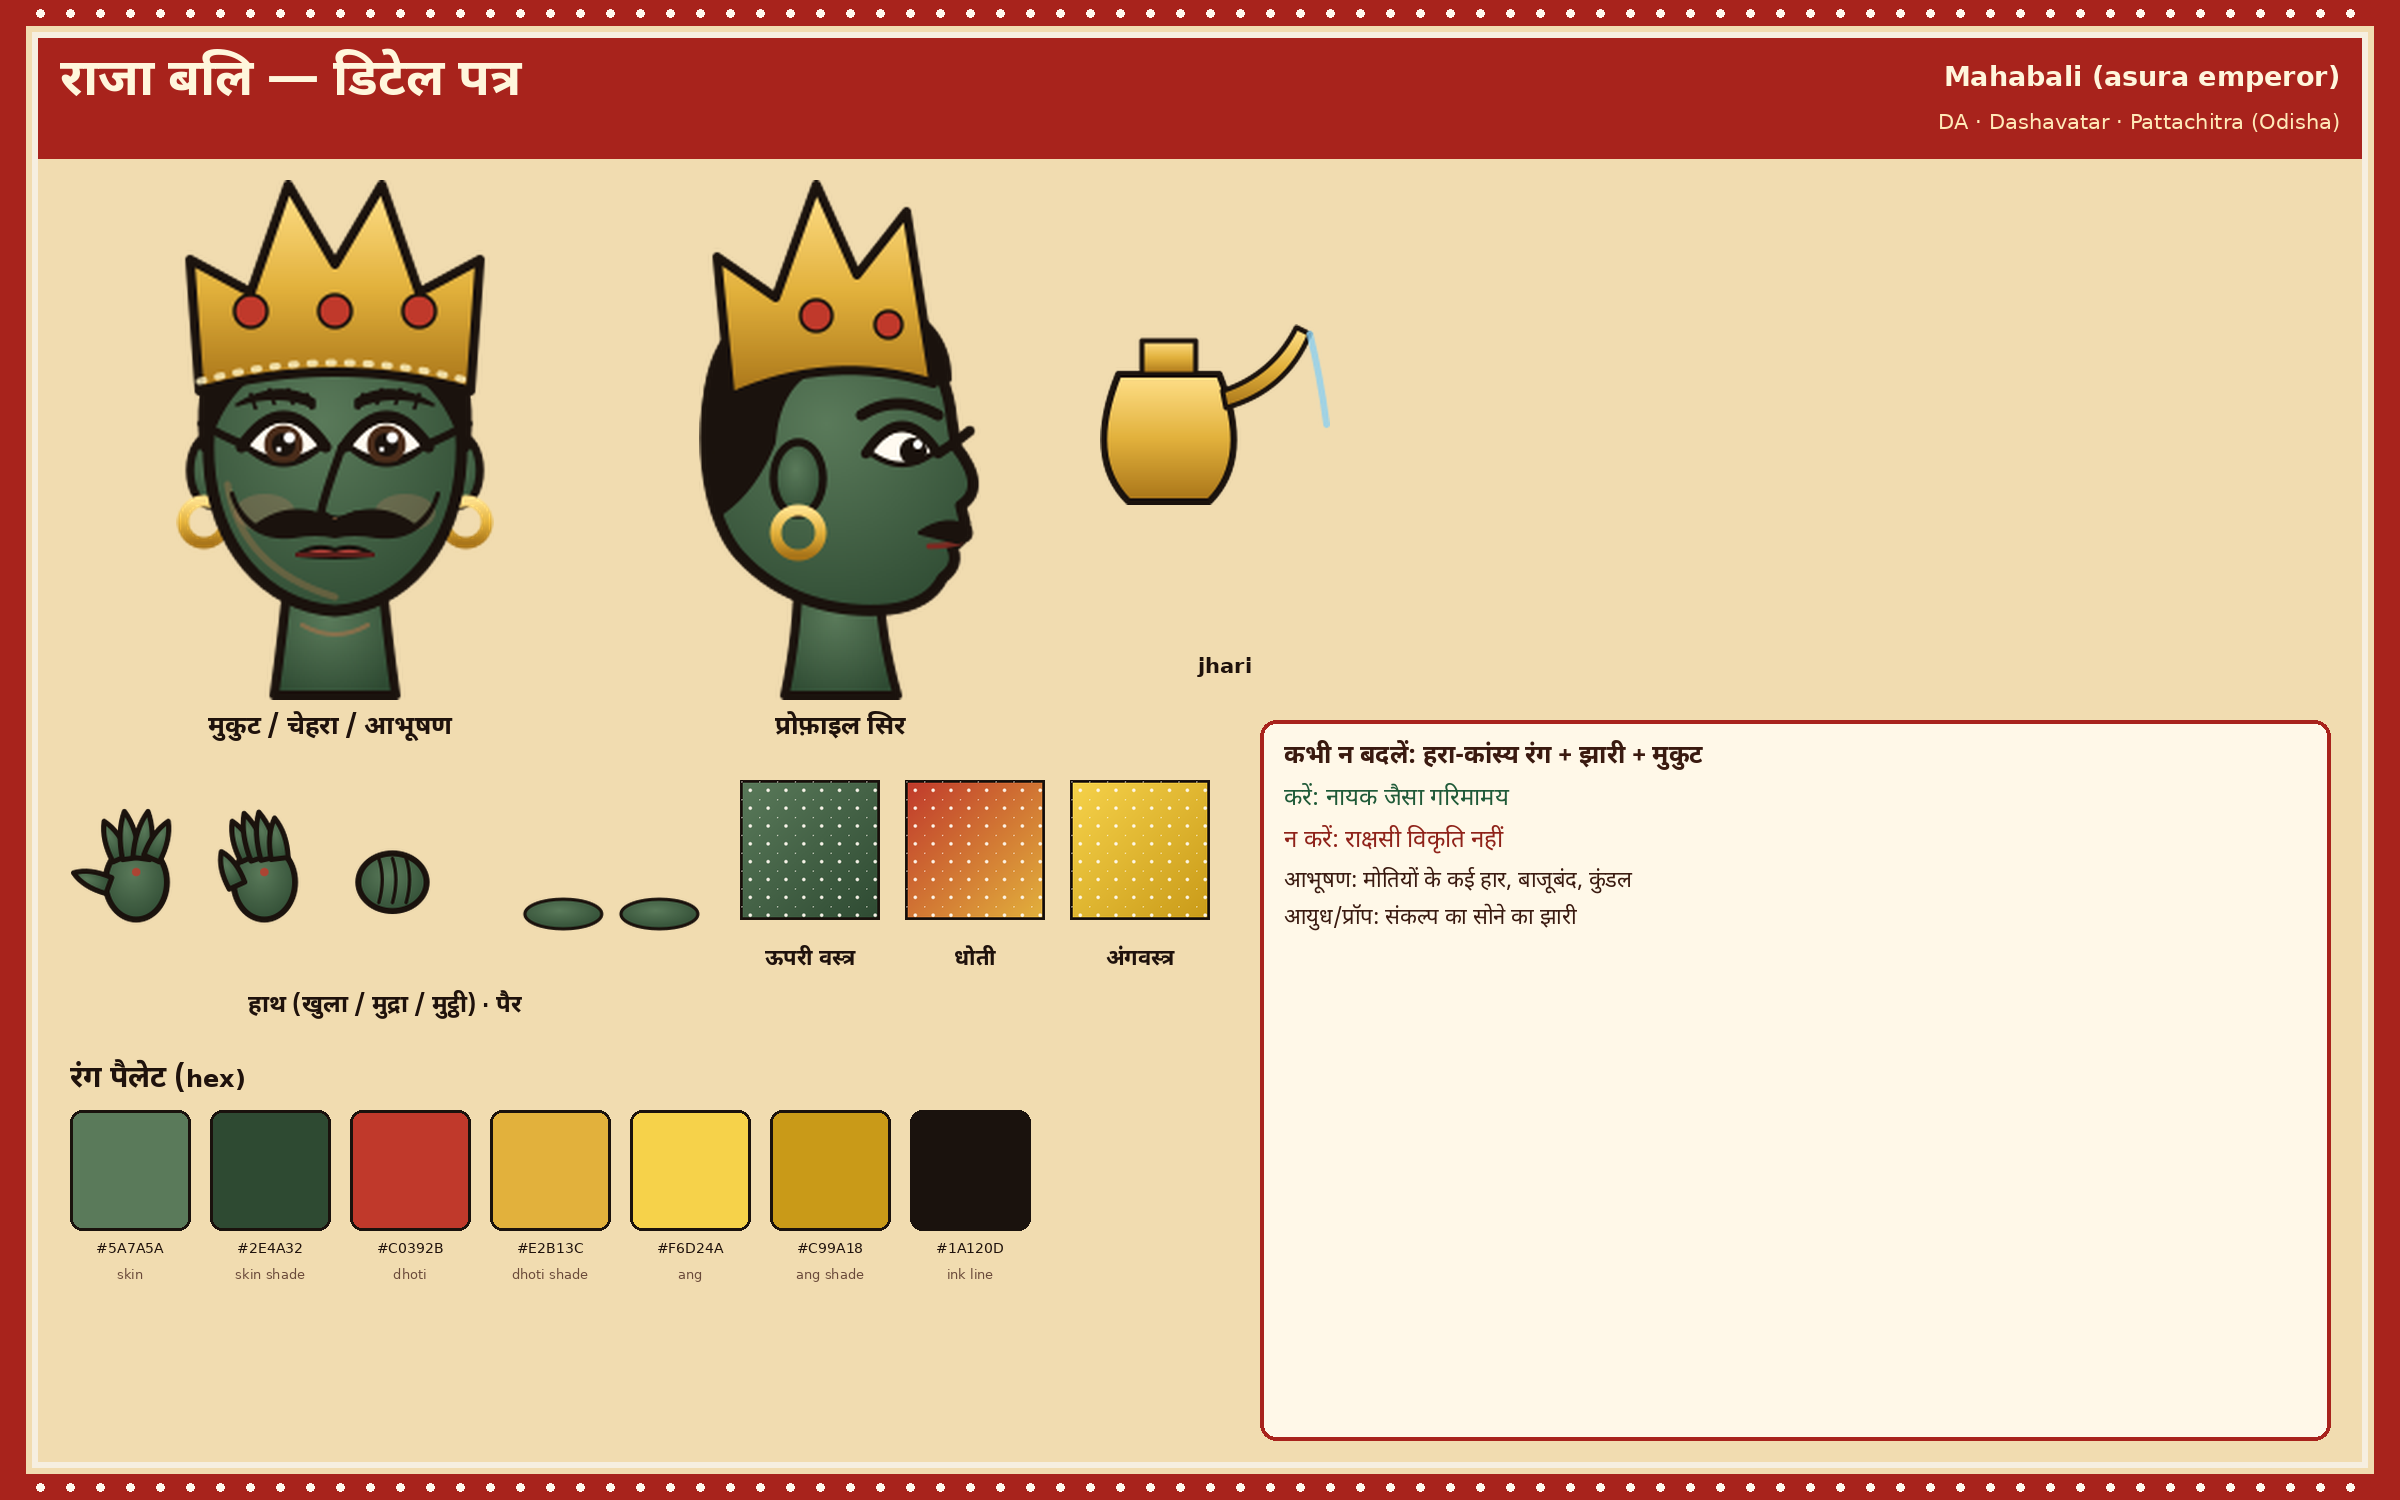 राजा बलि — डिटेल पत्र
Mahabali (asura emperor)
DA · Dashavatar · Pattachitra (Odisha)
jhari
मुकुट / चेहरा / आभूषण
प्रोफ़ाइल सिर
कभी न बदलें: हरा-कांस्य रंग + झारी + मुकुट
करें: नायक जैसा गरिमामय
न करें: राक्षसी विकृति नहीं
आभूषण: मोतियों के कई हार, बाजूबंद, कुंडल
आयुध/प्रॉप: संकल्प का सोने का झारी
ऊपरी वस्त्र
धोती
अंगवस्त्र
हाथ (खुला / मुद्रा / मुट्ठी) · पैर
रंग पैलेट (hex)
#5A7A5A #2E4A32 #C0392B #E2B13C #F6D24A #C99A18 #1A120D
skin skin shade dhoti dhoti shade ang ang shade ink line